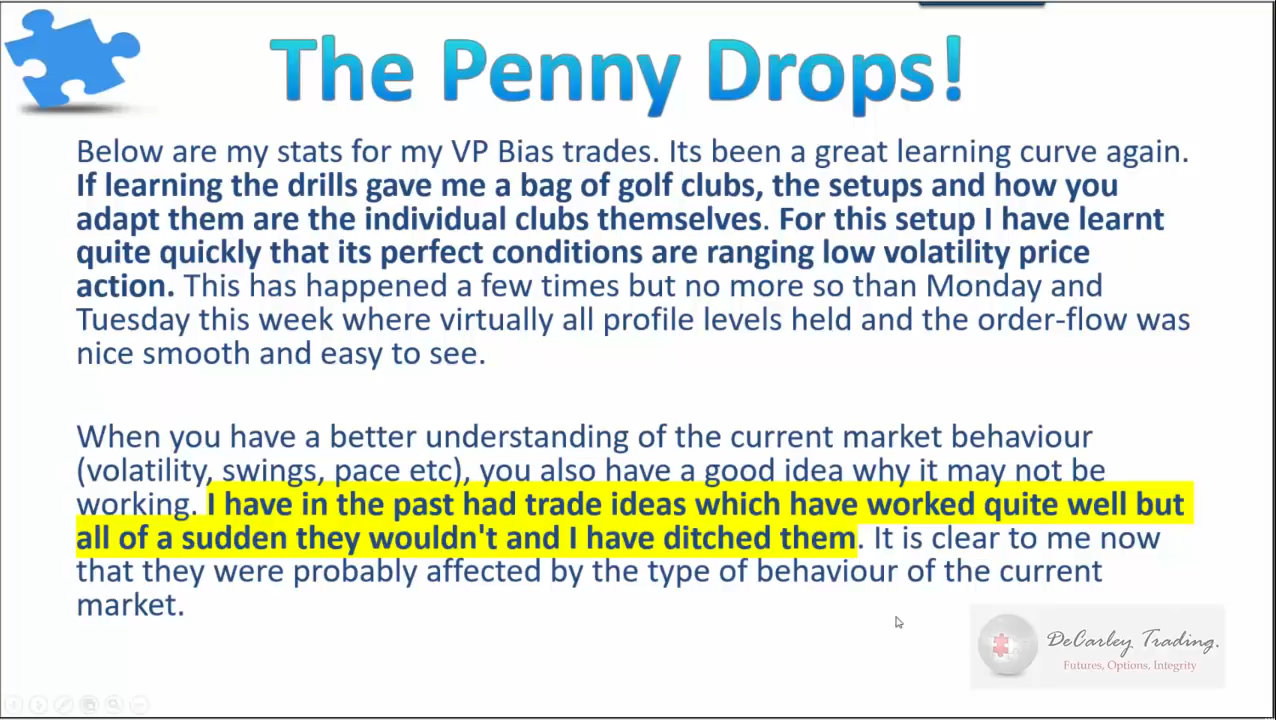 The Penny Drops!
Below are my stats for my VP Bias trades. Its been a great learning curve again.
If learning the drills gave me a bag of golf clubs, the setups and how you
adapt them are the individual clubs themselves. For this setup I have learnt
quite quickly that its perfect conditions are ranging low volatility price
action. This has happened a few times but no more so than Monday and
Tuesday this week where virtually all profile levels held and the order-flow was
nice smooth and easy to see.
When you have a better understanding of the current market behaviour
(volatility, swings, pace etc), you also have a good idea why it may not be
working. I have in the past had trade ideas which have worked quite well but
all of a sudden they wouldn't and I have ditched them. It is clear to me now
that they were probably affected by the type of behaviour of the current
market.
DeCarley Trading.
Futures, Options, Integrity